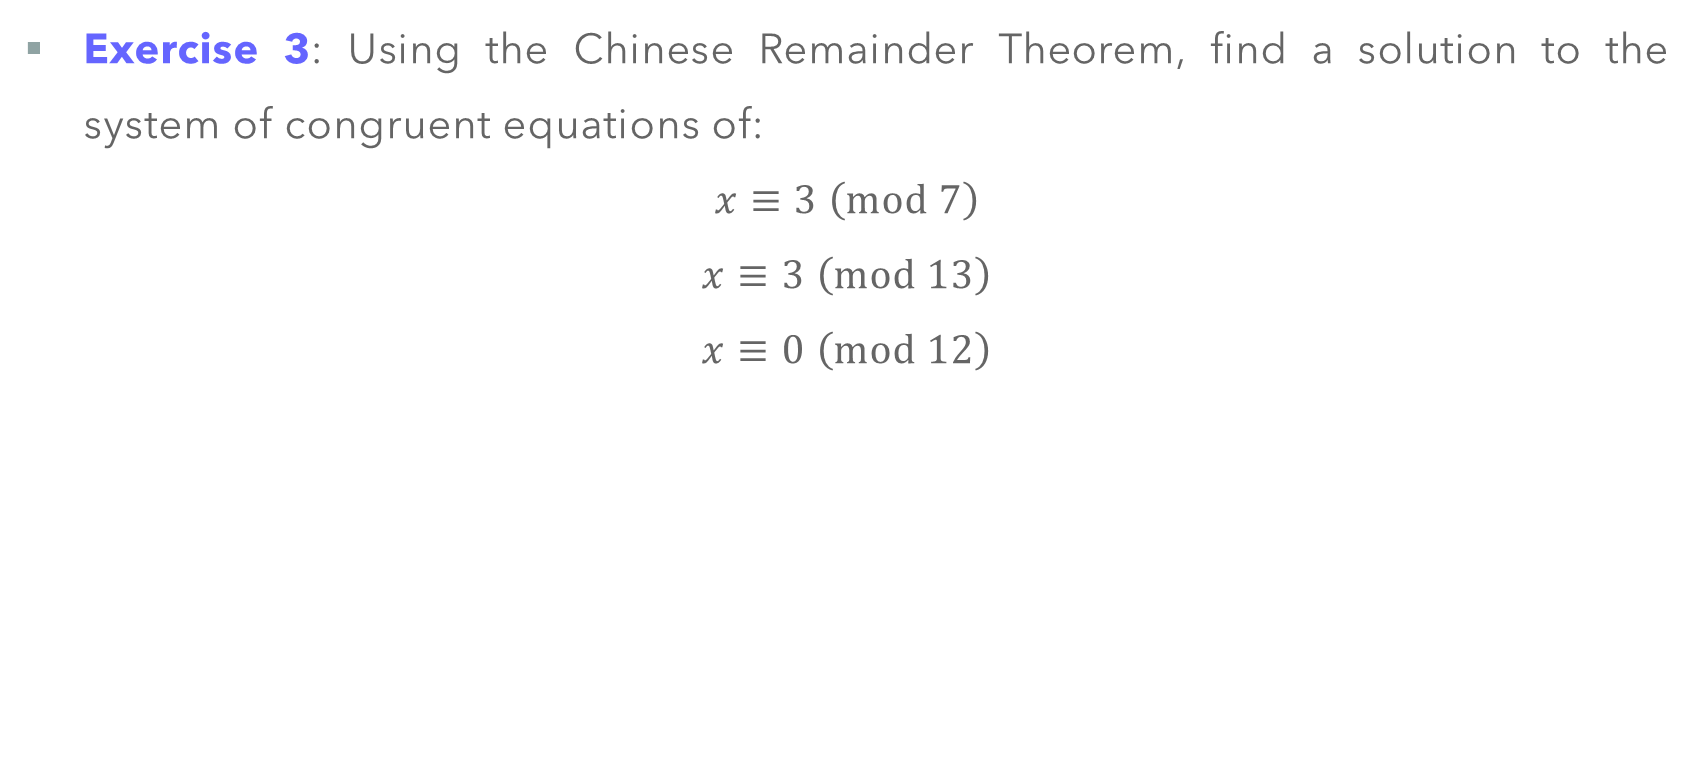 ▪ Exercise 3: Using the Chinese Remainder Theorem, find a solution to the
system of congruent equations of:
x ≡ 3 (mod 7)
x ≡ 3 (mod 13)
x ≡ 0 (mod 12)